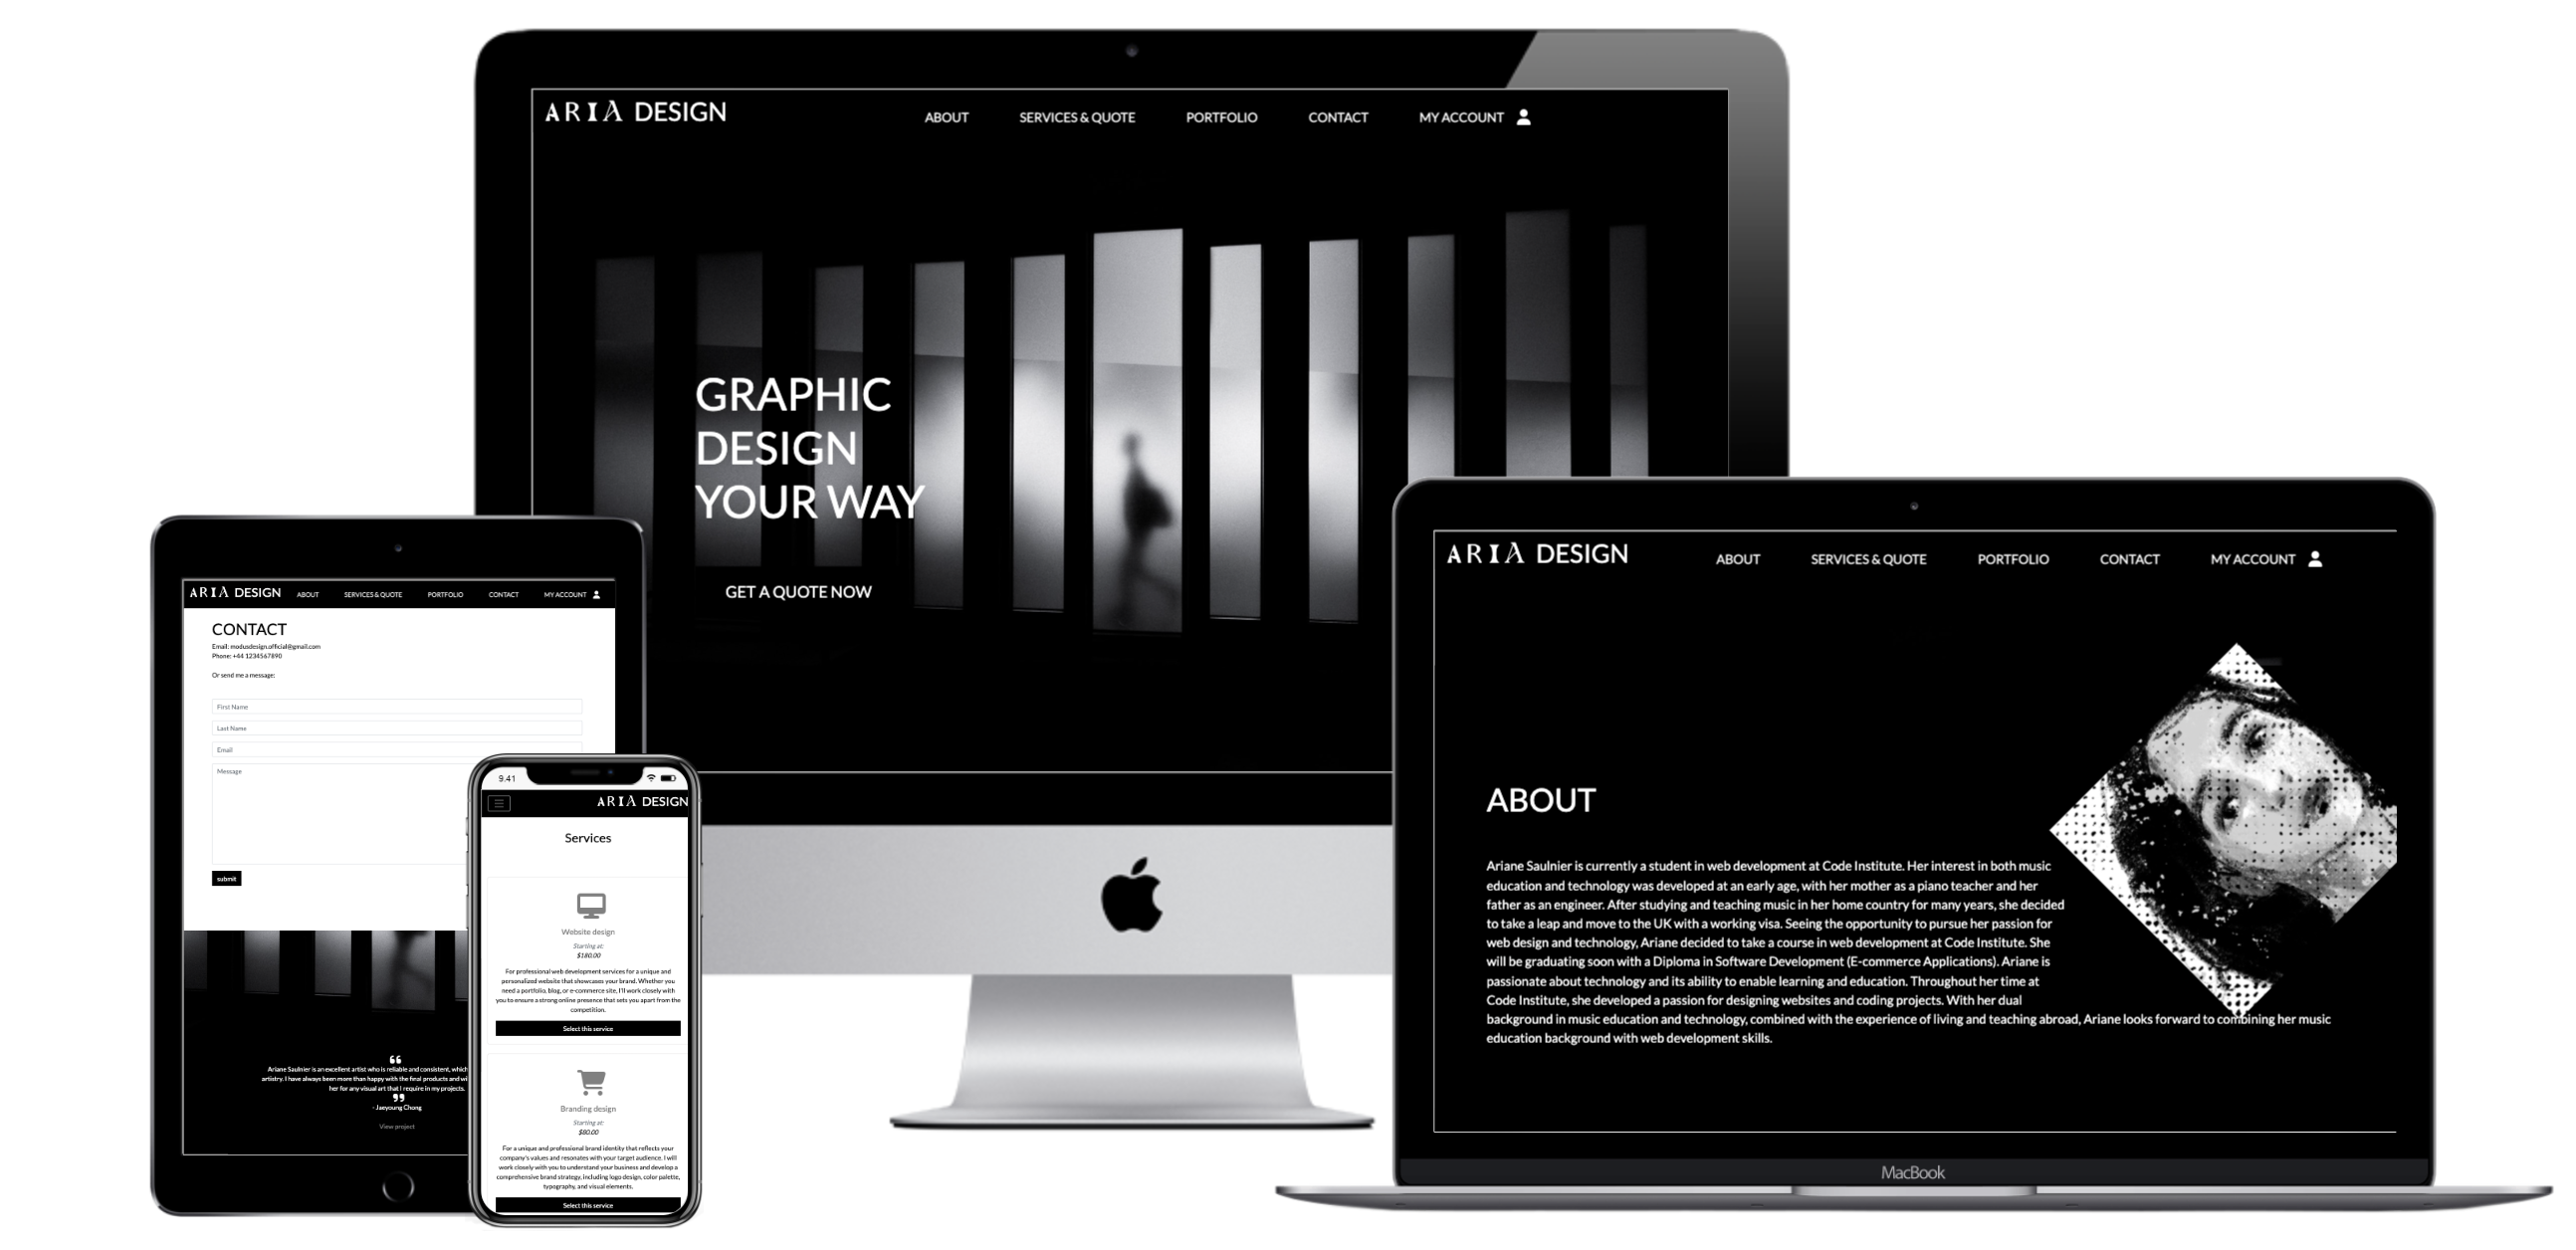 ARIA DESIGN
ABOUT SERVICES & QUOTE PORTFOLIO CONTACT MY ACCOUNT
GRAPHIC
DESIGN
YOUR WAY
GET A QUOTE NOW
ARIA DESIGN ABOUT SERVICES & QUOTE PORTFOLIO CONTACT MY ACCOUNT
CONTACT
Email: modusdesign.official@gmail.com
Phone: +44 1234567890
Or send me a message:
First Name
Last Name
Email
Message
submit
“
Ariane Saulnier is an excellent artist who is reliable and consistent, which
artistry. I have always been more than happy with the final products and wi
her for any visual art that I require in my projects.
”
- Jaeyoung Chong
View project
9.41
ARIA DESIGN
Services
Website design
Starting at:
$180.00
For professional web development services for a unique and
personalized website that showcases your brand. Whether you
need a portfolio, blog, or e-commerce site, I'll work closely with
you to ensure a strong online presence that sets you apart from the
competition.
Select this service
Branding design
Starting at:
$80.00
For a unique and professional brand identity that reflects your
company's values and resonates with your target audience. I will
work closely with you to understand your business and develop a
comprehensive brand strategy, including logo design, color palette,
typography, and visual elements.
Select this service
ARIA DESIGN
ABOUT SERVICES & QUOTE PORTFOLIO CONTACT MY ACCOUNT
ABOUT
Ariane Saulnier is currently a student in web development at Code Institute. Her interest in both music
education and technology was developed at an early age, with her mother as a piano teacher and her
father as an engineer. After studying and teaching music in her home country for many years, she decided
to take a leap and move to the UK with a working visa. Seeing the opportunity to pursue her passion for
web design and technology, Ariane decided to take a course in web development at Code Institute. She
will be graduating soon with a Diploma in Software Development (E-commerce Applications). Ariane is
passionate about technology and its ability to enable learning and education. Throughout her time at
Code Institute, she developed a passion for designing websites and coding projects. With her dual
background in music education and technology, combined with the experience of living and teaching abroad, Ariane looks forward to combining her music
education background with web development skills.
MacBook